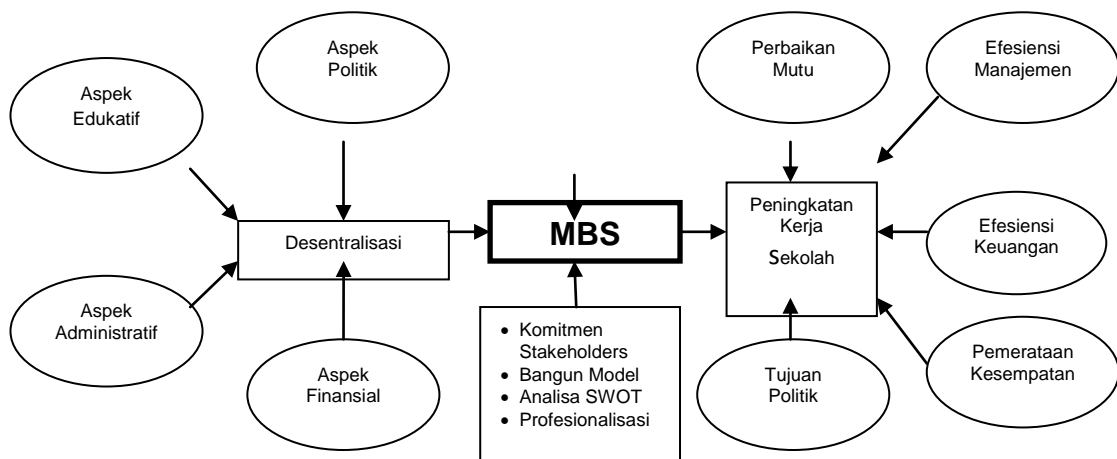 Aspek
Politik
Perbaikan
Mutu
Efesiensi
Manajemen
Aspek
Edukatif
Desentralisasi
MBS
Peningkatan
Kerja
Sekolah
Efesiensi
Keuangan
Aspek
Administratif
Aspek
Finansial
• Komitmen
Stakeholders
• Bangun Model
• Analisa SWOT
• Profesionalisasi
Tujuan
Politik
Pemerataan
Kesempatan